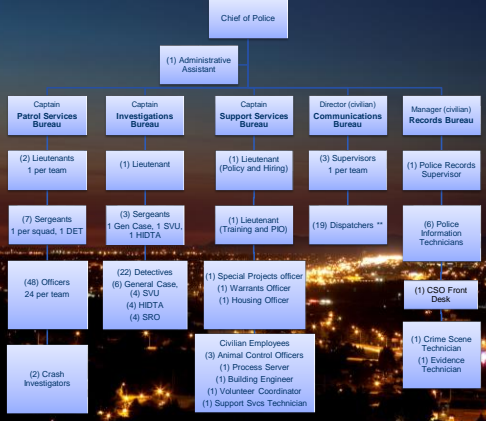 Chief of Police
(1) Administrative
Assistant
Captain
Patrol Services
Bureau
Captain
Investigations
Bureau
Captain
Support Services
Bureau
Director (civilian)
Communications
Bureau
Manager (civilian)
Records Bureau
(2) Lieutenants
1 per team
(1) Lieutenant
(1) Lieutenant
(Policy and Hiring)
(3) Supervisors
1 per team
(1) Police Records
Supervisor
(7) Sergeants
1 per squad, 1 DET
(3) Sergeants
1 Gen Case, 1 SVU,
1 HIDTA
(1) Lieutenant
(Training and PIO)
(19) Dispatchers **
(6) Police
Information
Technicians
(48) Officers
24 per team
(22) Detectives
(6) General Case,
(4) SVU
(4) HIDTA
(4) SRO
(1) Special Projects officer
(1) Warrants Officer
(1) Housing Officer
(1) CSO Front
Desk
(2) Crash
Investigators
Civilian Employees
(3) Animal Control Officers
(1) Process Server
(1) Building Engineer
(1) Volunteer Coordinator
(1) Support Svcs Technician
(1) Crime Scene
Technician
(1) Evidence
Technician